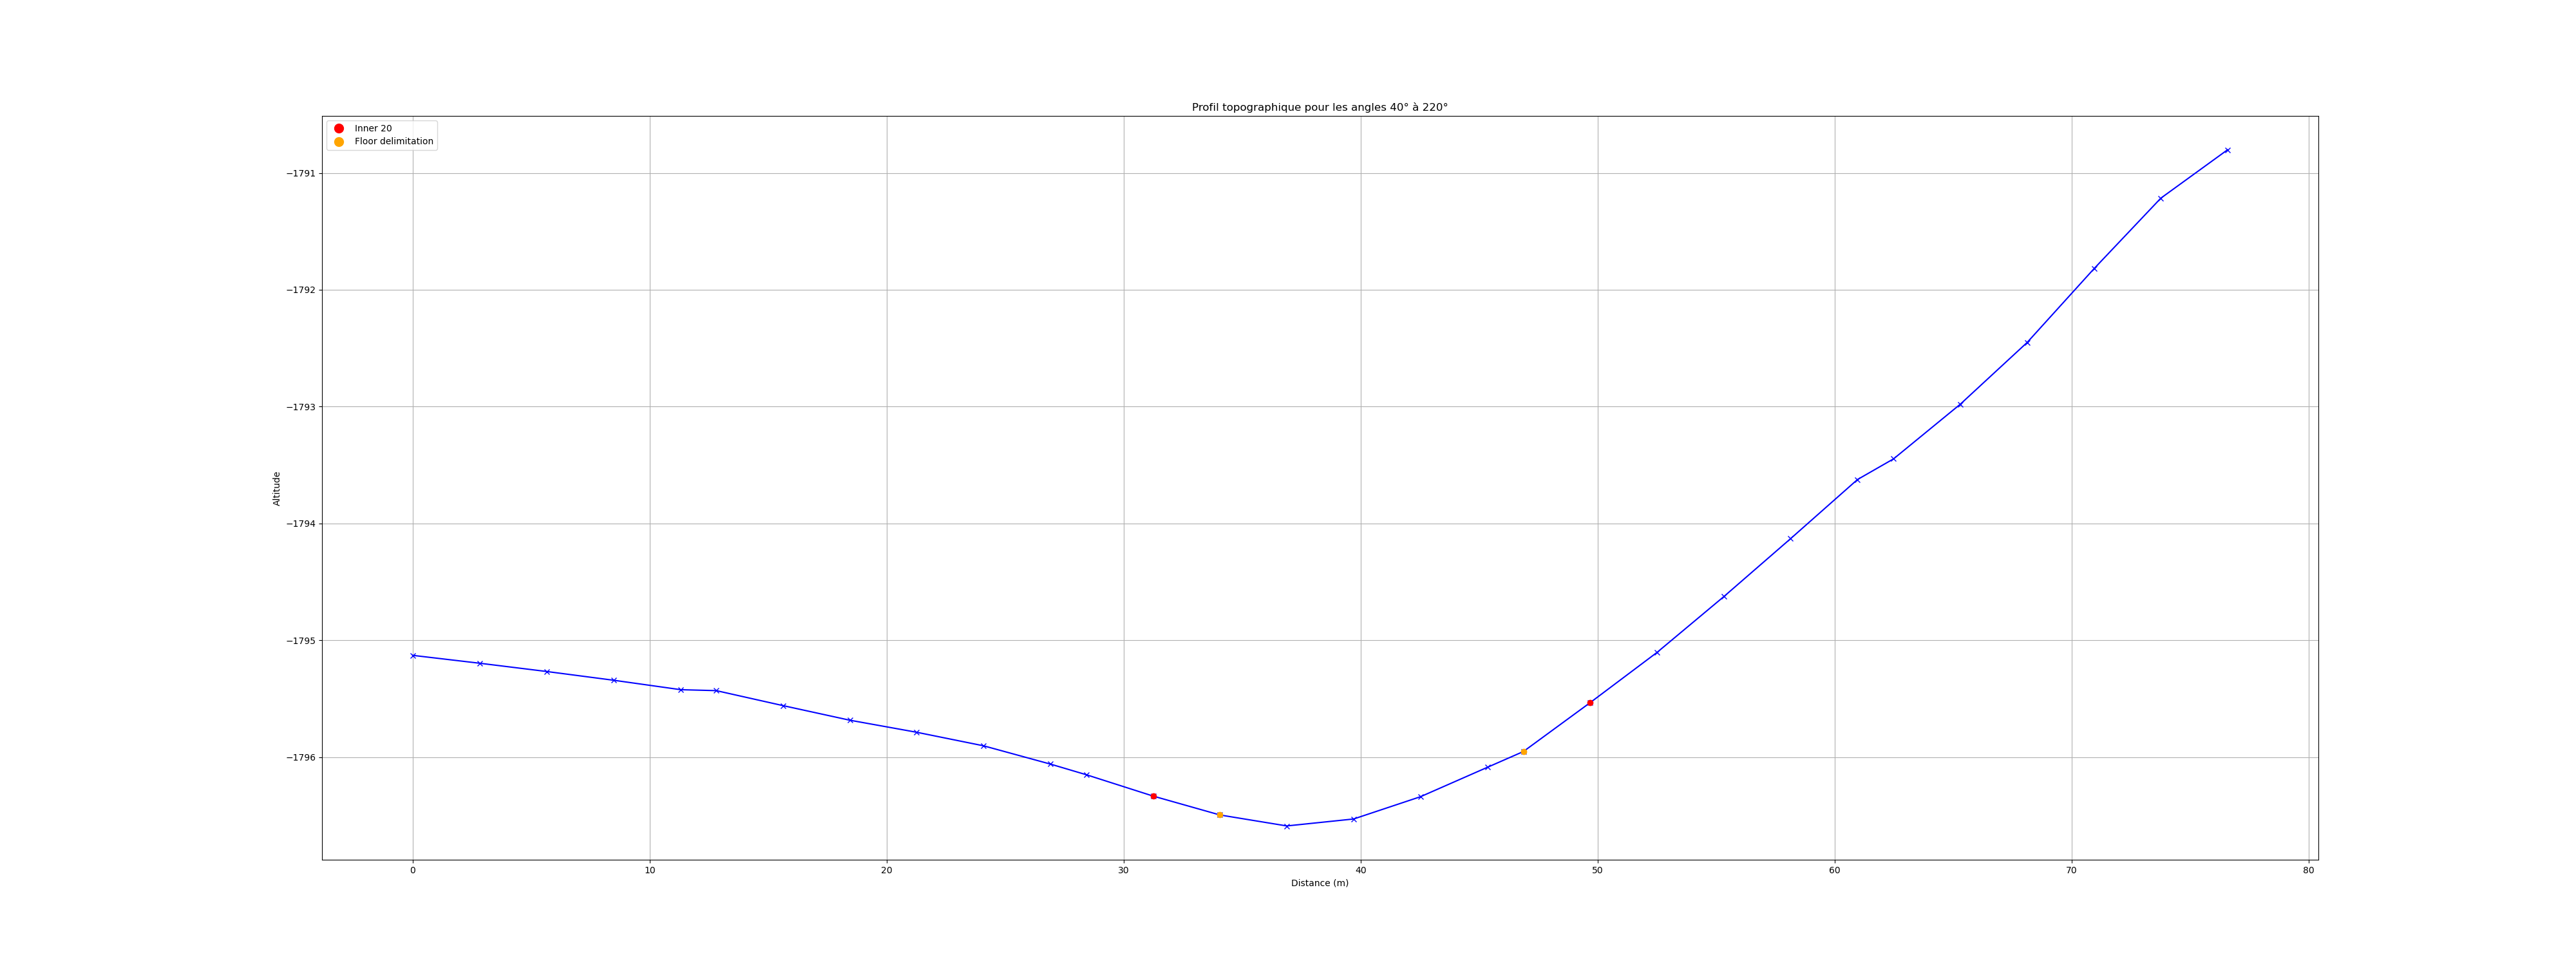 Profil topographique pour les angles 40° à 220°
Inner 20
Floor delimitation
−1791
−1792
−1793
−1794
−1795
−1796
Altitude
0 10 20 30 40 50 60 70 80
Distance (m)